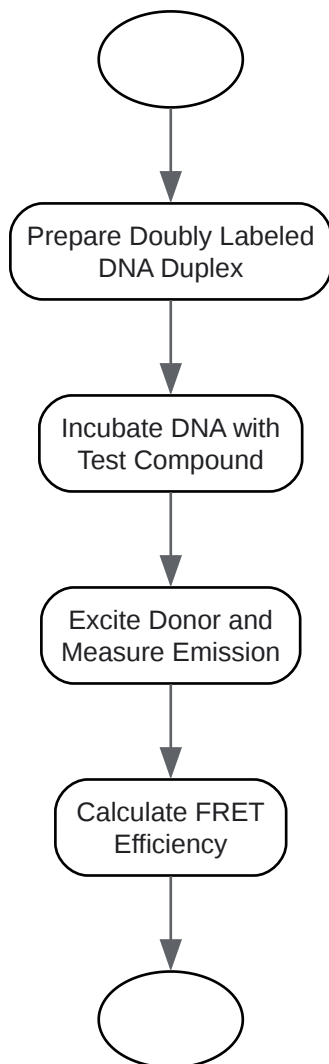 Prepare Doubly Labeled
DNA Duplex
Incubate DNA with
Test Compound
Excite Donor and
Measure Emission
Calculate FRET
Efficiency